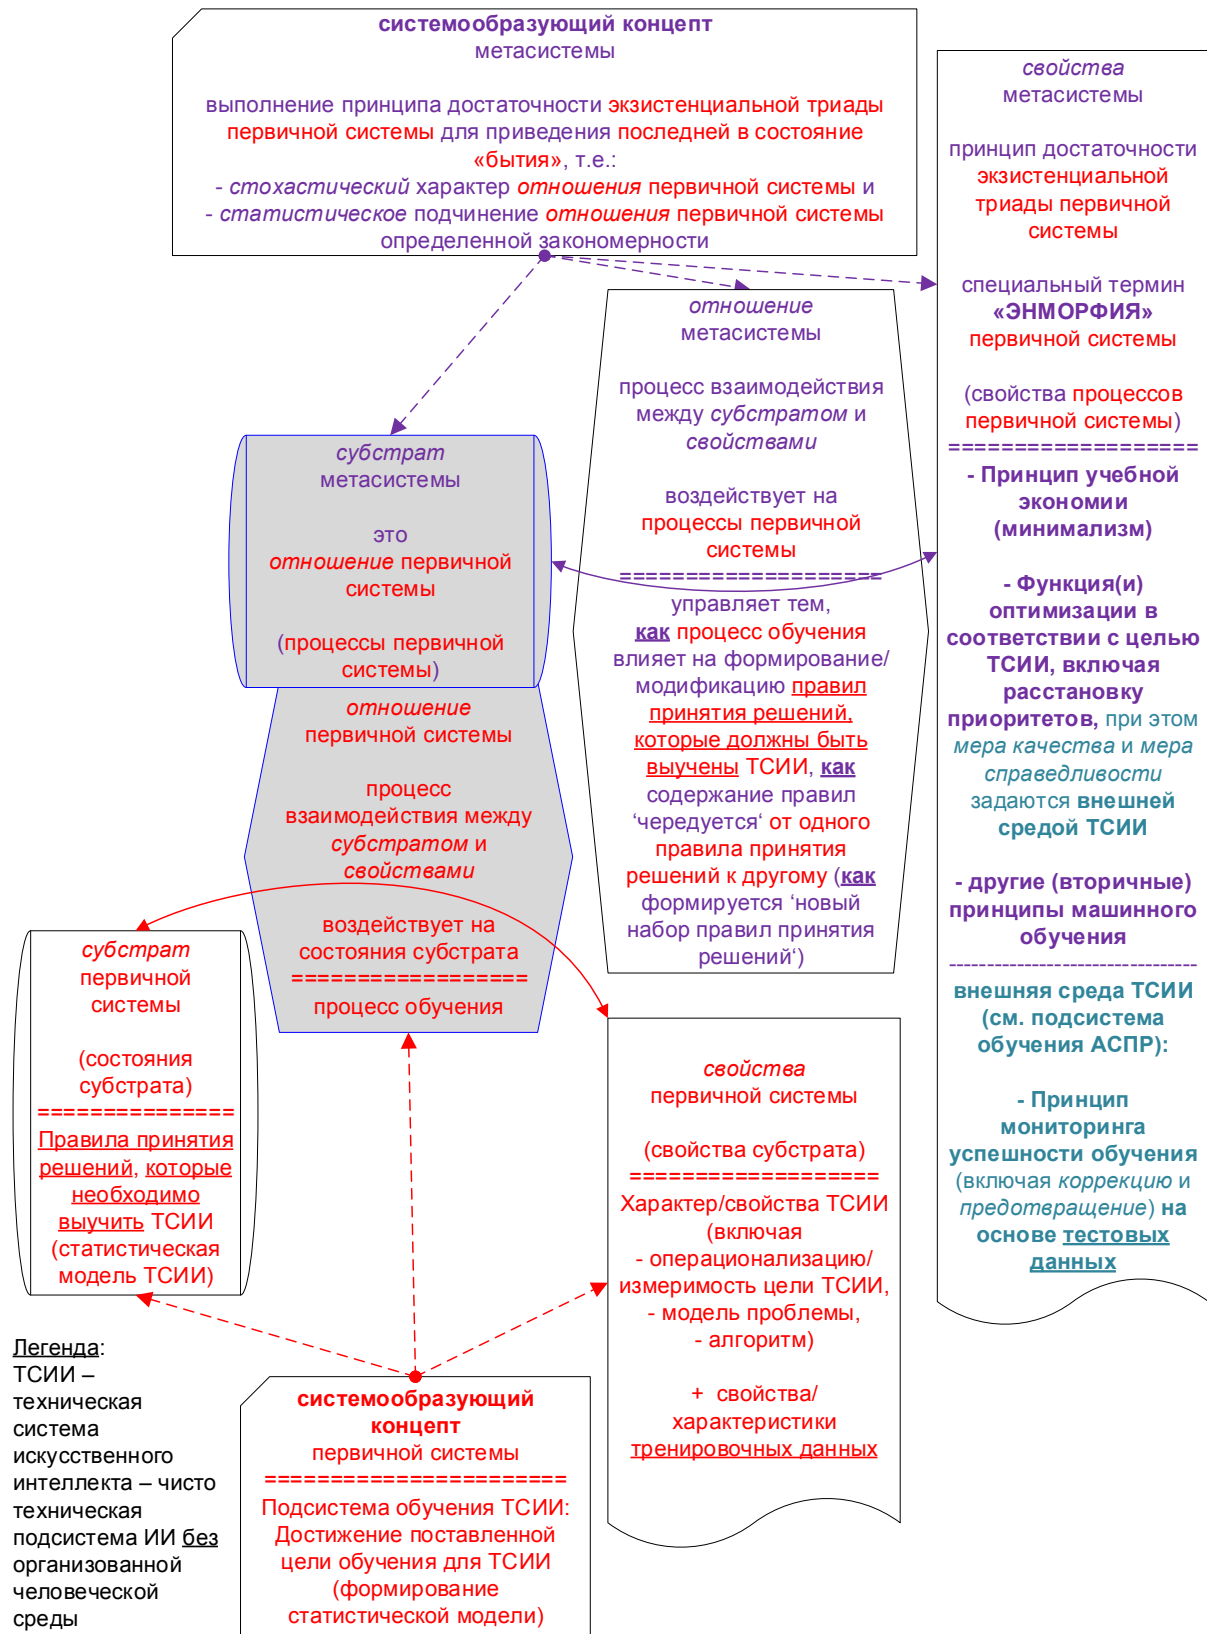 системообразующий концепт
метасистемы
выполнение принципа достаточности экзистенциальной триады
первичной системы для приведения последней в состояние
«бытия», т.е.:
- стохастический характер отношения первичной системы и
- статистическое подчинение отношения первичной системы
определенной закономерности
свойства
метасистемы
принцип достаточности
экзистенциальной
триады первичной
системы
специальный термин
«ЭНМОРФИЯ»
первичной системы
(свойства процессов
первичной системы)
===================
- Принцип учебной
экономии
(минимализм)
- Функция(и)
оптимизации в
соответствии с целью
ТСИИ, включая
расстановку
приоритетов, при этом
мера качества и мера
справедливости
задаются внешней
средой ТСИИ
- другие (вторичные)
принципы машинного
обучения
----------------------------------
внешняя среда ТСИИ
(см. подсистема
обучения АСПР):
- Принцип
мониторинга
успешности обучения
(включая коррекцию и
предотвращение) на
основе тестовых
данных
отношение
метасистемы
процесс взаимодействия
между субстратом и
свойствами
воздействует на
процессы первичной
системы
====================
управляет тем,
как процесс обучения
влияет на формирование/
модификацию правил
принятия решений,
которые должны быть
выучены ТСИИ, как
содержание правил
‘чередуется‘ от одного
правила принятия
решений к другому (как
формируется ‘новый
набор правил принятия
решений‘)
субстрат
метасистемы
это
отношение первичной
системы
(процессы первичной
системы)
отношение
первичной системы
процесс
взаимодействия между
субстратом и
свойствами
воздействует на
состояния субстрата
==================
процесс обучения
субстрат
первичной
системы
(состояния
субстрата)
===============
Правила принятия
решений, которые
необходимо
выучить ТСИИ
(статистическая
модель ТСИИ)
свойства
первичной системы
(свойства субстрата)
===================
Характер/свойства ТСИИ
(включая
- операционализацию/
измеримость цели ТСИИ,
- модель проблемы,
- алгоритм)
+ свойства/
характеристики
тренировочных данных
системообразующий
концепт
первичной системы
=======================
Подсистема обучения ТСИИ:
Достижение поставленной
цели обучения для ТСИИ
(формирование
статистической модели)
Легенда:
ТСИИ –
техническая
система
искусственного
интеллекта – чисто
техническая
подсистема ИИ без
организованной
человеческой
среды